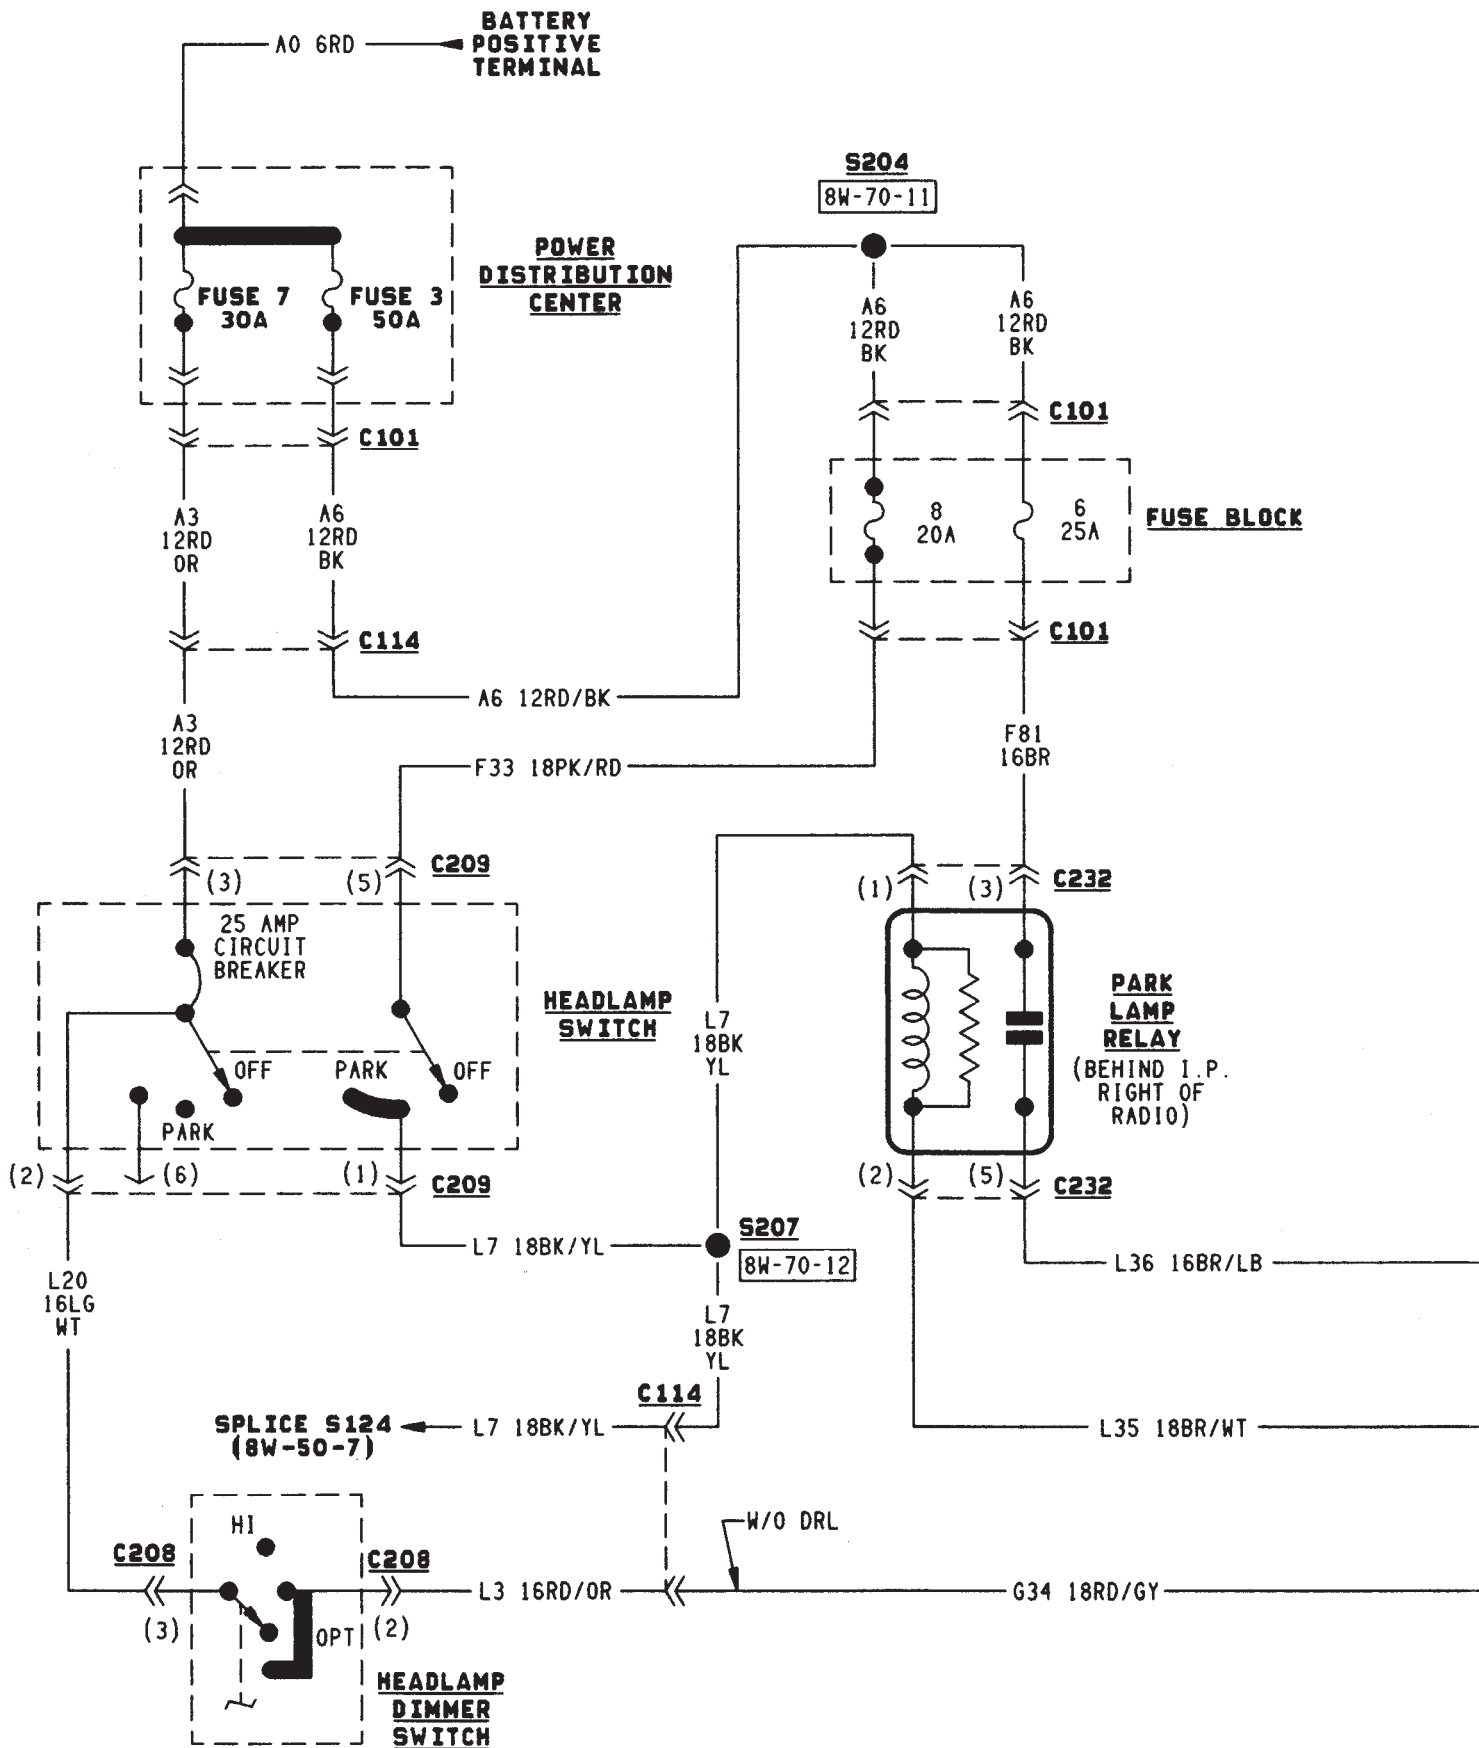 BATTERY
POSITIVE
TERMINAL
A0 6RD
S204
8W-70-11
POWER
DISTRIBUTION
CENTER
FUSE 7
30A
FUSE 3
50A
A6
12RD
BK
A6
12RD
BK
C101
C101
A3
12RD
OR
A6
12RD
BK
8
20A
6
25A
FUSE BLOCK
C114
C101
A6 12RD/BK
A3
12RD
OR
F33 18PK/RD
F81
16BR
(3)
(5)
C209
(1)
(3)
C232
25 AMP
CIRCUIT
BREAKER
HEADLAMP
SWITCH
OFF
PARK
OFF
PARK
L7
18BK
YL
PARK
LAMP
RELAY
(BEHIND I.P.
RIGHT OF
RADIO)
(2)
(6)
(1)
C209
(2)
(5)
C232
L7 18BK/YL
S207
8W-70-12
L36 16BR/LB
L20
16LG
WT
L7
18BK
YL
C114
SPLICE S124
(8W-50-7)
L7 18BK/YL
L35 18BR/WT
HI
W/O DRL
C208
C208
L3 16RD/OR
G34 18RD/GY
(3)
OPT
(2)
HEADLAMP
DIMMER
SWITCH